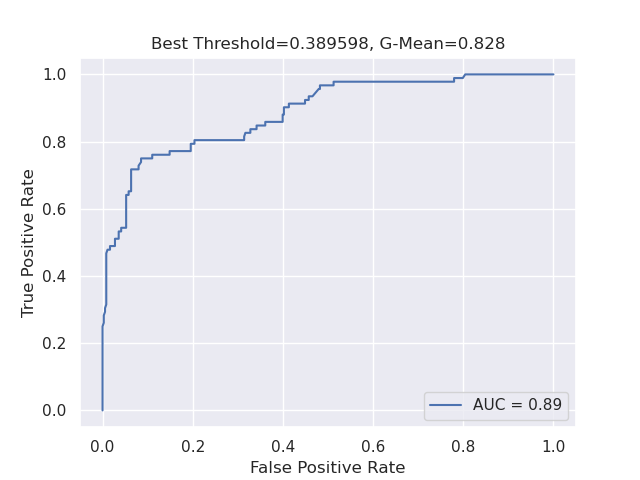 Best Threshold=0.389598, G-Mean=0.828
1.0
0.8
0.6
0.4
0.2
0.0
True Positive Rate
AUC = 0.89
0.0 0.2 0.4 0.6 0.8 1.0
False Positive Rate